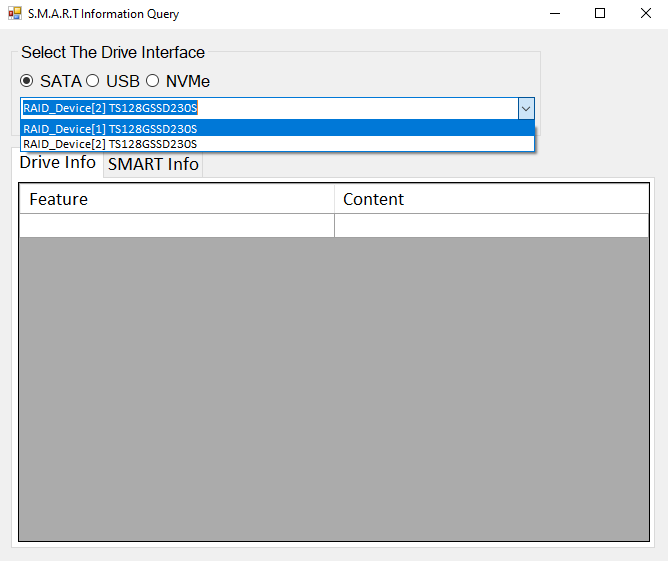 S.M.A.R.T Information Query
Select The Drive Interface
SATA USB NVMe
RAID_Device[2] TS128GSSD230S
RAID_Device[1] TS128GSSD230S
RAID_Device[2] TS128GSSD230S
Drive Info SMART Info
Feature Content